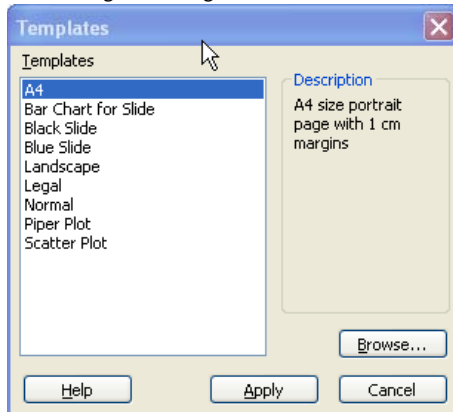 Templates
Templates
A4
Bar Chart for Slide
Black Slide
Blue Slide
Landscape
Legal
Normal
Piper Plot
Scatter Plot
Description
A4 size portrait
page with 1 cm
margins
Browse...
Help
Apply
Cancel